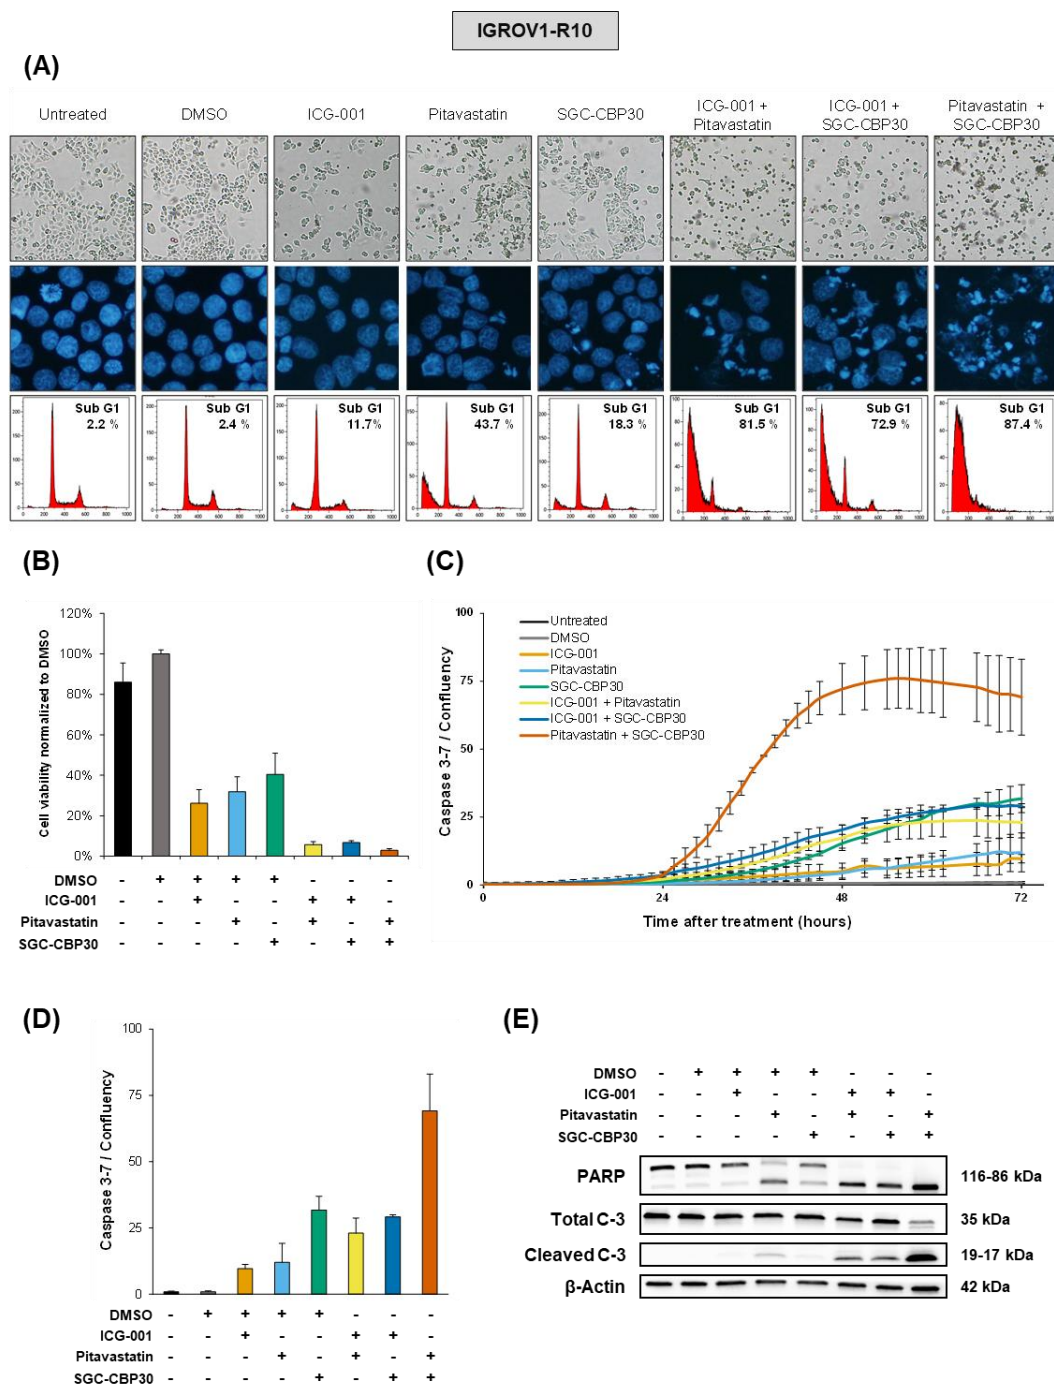 IGROV1-R10
(A)
Untreated DMSO ICG-001 Pitavastatin SGC-CBP30 ICG-001 + Pitavastatin ICG-001 + SGC-CBP30 Pitavastatin + SGC-CBP30
Sub G1 2.2 %
Sub G1 2.4 %
Sub G1 11.7%
Sub G1 43.7 %
Sub G1 18.3 %
Sub G1 81.5 %
Sub G1 72.9 %
Sub G1 87.4 %
(B)
Cell viability normalized to DMSO
120%
100%
80%
60%
40%
20%
0%
DMSO - + + + + - - -
ICG-001 - - + - - + + -
Pitavastatin - - - + - + - +
SGC-CBP30 - - - - + - + +
(C)
Caspase 3-7 / Confluency
100
75
50
25
0
Untreated
DMSO
ICG-001
Pitavastatin
SGC-CBP30
ICG-001 + Pitavastatin
ICG-001 + SGC-CBP30
Pitavastatin + SGC-CBP30
0 24 48 72
Time after treatment (hours)
(D)
Caspase 3-7 / Confluency
100
75
50
25
0
DMSO - + + + + - - -
ICG-001 - - + - - + + -
Pitavastatin - - - + - + - +
SGC-CBP30 - - - - + - + +
(E)
DMSO - + + + + - - -
ICG-001 - - + - - + + -
Pitavastatin - - - + - + - +
SGC-CBP30 - - - - + - + +
PARP 116-86 kDa
Total C-3 35 kDa
Cleaved C-3 19-17 kDa
β-Actin 42 kDa